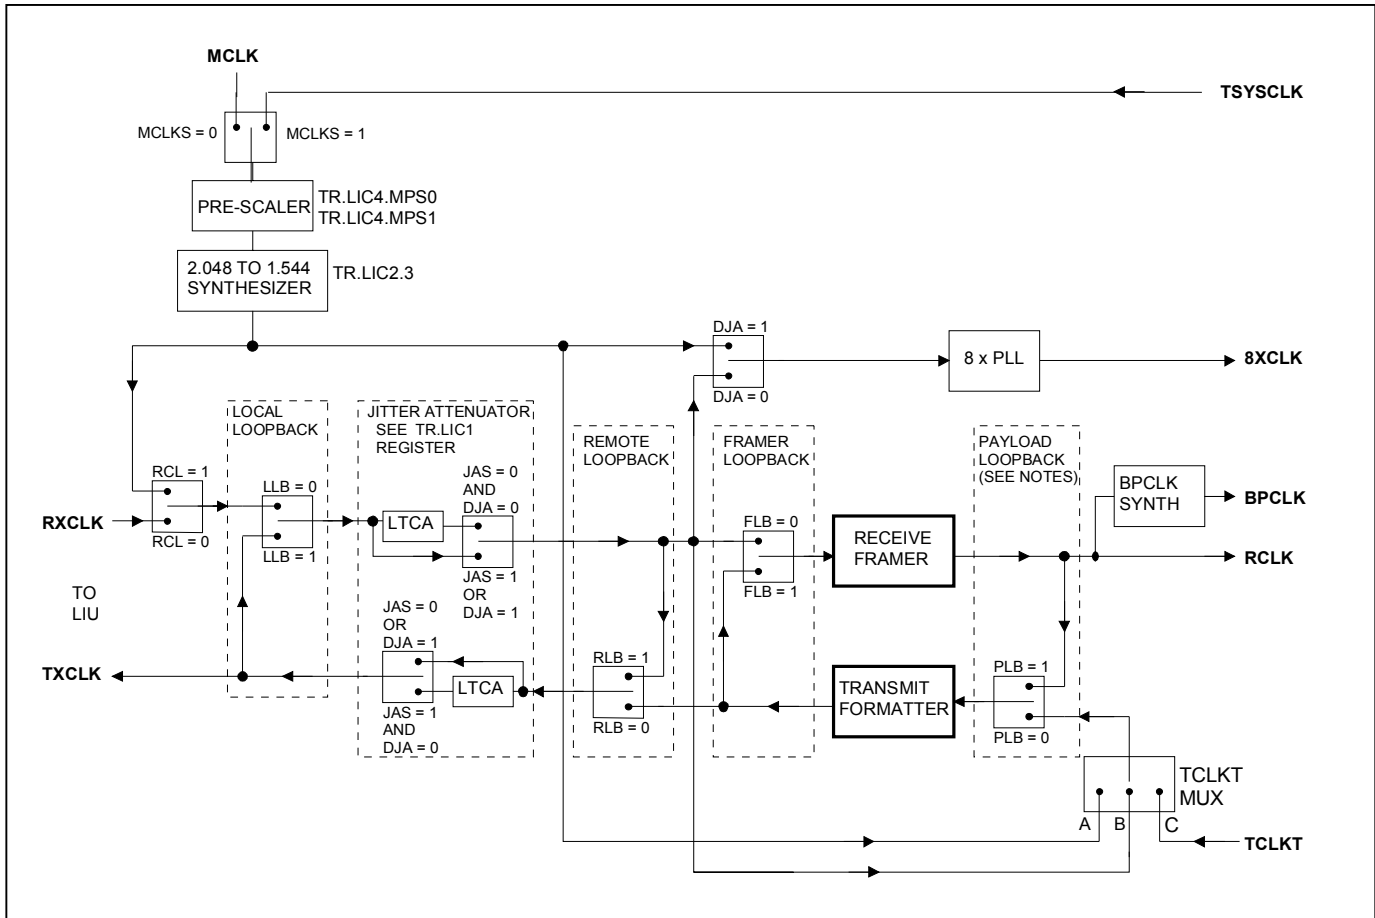 MCLK
TSYSCLK
MCLKS = 0
MCLKS = 1
PRE-SCALER
TR.LIC4.MPS0
TR.LIC4.MPS1
2.048 TO 1.544
SYNTHESIZER
TR.LIC2.3
DJA = 1
8 x PLL
8XCLK
DJA = 0
LOCAL
LOOPBACK
JITTER ATTENUATOR
SEE TR.LIC1
REGISTER
REMOTE
LOOPBACK
FRAMER
LOOPBACK
PAYLOAD
LOOPBACK
(SEE NOTES)
RCL = 1
RXCLK
RCL = 0
LLB = 0
LLB = 1
LTCA
JAS = 0
AND
DJA = 0
JAS = 1
OR
DJA = 1
FLB = 0
FLB = 1
RECEIVE
FRAMER
BPCLK
SYNTH
BPCLK
RCLK
TO
LIU
TXCLK
JAS = 0
OR
DJA = 1
LTCA
JAS = 1
AND
DJA = 0
RLB = 1
RLB = 0
TRANSMIT
FORMATTER
PLB = 1
PLB = 0
TCLKT
MUX
A
B
C
TCLKT